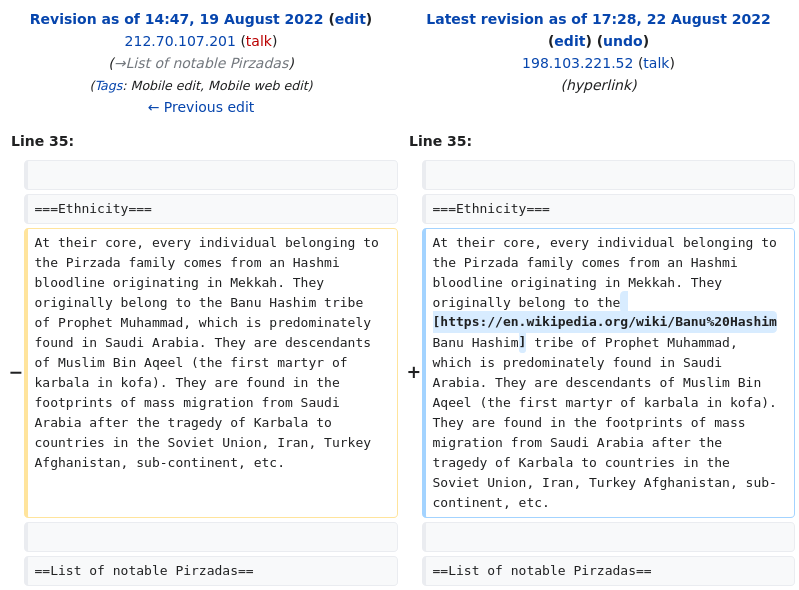 Revision as of 14:47, 19 August 2022 (edit)
212.70.107.201 (talk)
(→List of notable Pirzadas)
(Tags: Mobile edit, Mobile web edit)
← Previous edit
Latest revision as of 17:28, 22 August 2022
(edit) (undo)
198.103.221.52 (talk)
(hyperlink)
Line 35:
Line 35:
===Ethnicity===
===Ethnicity===
−
At their core, every individual belonging to
the Pirzada family comes from an Hashmi
bloodline originating in Mekkah. They
originally belong to the Banu Hashim tribe
of Prophet Muhammad, which is predominately
found in Saudi Arabia. They are descendants
of Muslim Bin Aqeel (the first martyr of
karbala in kofa). They are found in the
footprints of mass migration from Saudi
Arabia after the tragedy of Karbala to
countries in the Soviet Union, Iran, Turkey
Afghanistan, sub-continent, etc.
+
At their core, every individual belonging to
the Pirzada family comes from an Hashmi
bloodline originating in Mekkah. They
originally belong to the
[https://en.wikipedia.org/wiki/Banu%20Hashim
Banu Hashim] tribe of Prophet Muhammad,
which is predominately found in Saudi
Arabia. They are descendants of Muslim Bin
Aqeel (the first martyr of karbala in kofa).
They are found in the footprints of mass
migration from Saudi Arabia after the
tragedy of Karbala to countries in the
Soviet Union, Iran, Turkey Afghanistan, sub-
continent, etc.
==List of notable Pirzadas==
==List of notable Pirzadas==